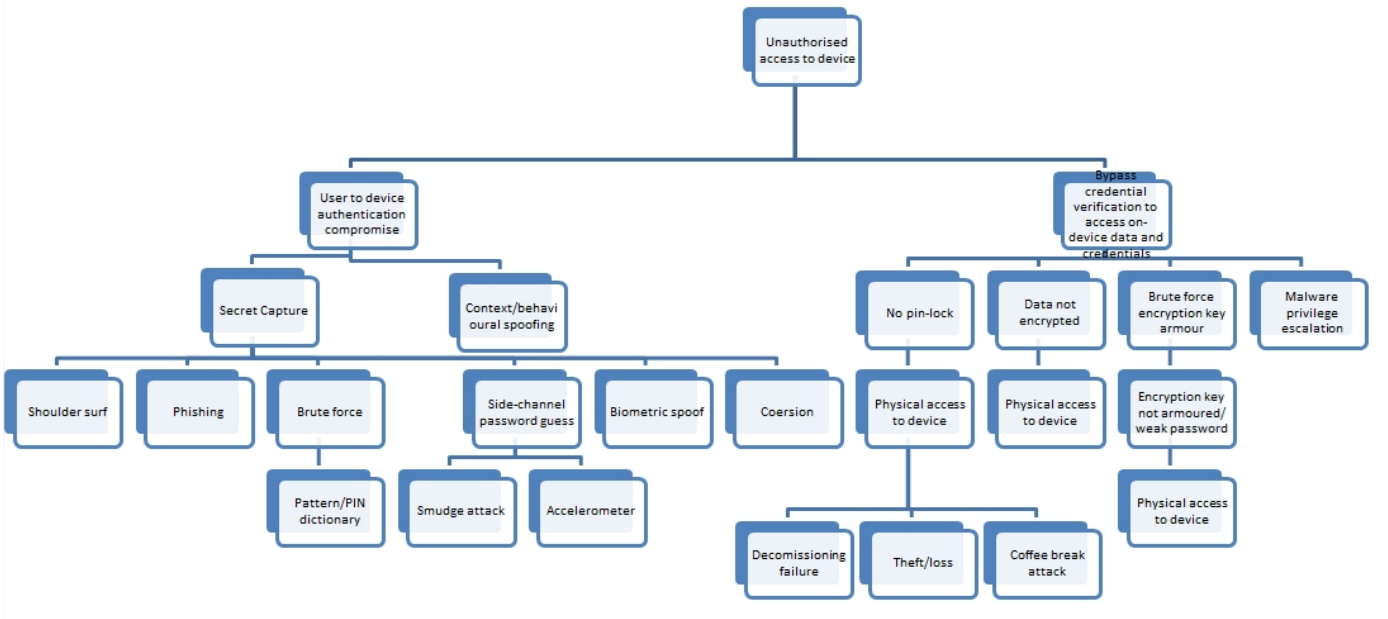 Unauthorised
access to device
User to device
authentication
compromise
Bypass
credential
verification to
access on-
device data and
credentials
Secret Capture
Context/behavi
oural spoofing
No pin-lock
Data not
encrypted
Brute force
encryption key
armour
Malware
privilege
escalation
Shoulder surf
Phishing
Brute force
Side-channel
password guess
Biometric spoof
Coersion
Physical access
to device
Physical access
to device
Encryption key
not armoured/
weak password
Pattern/PIN
dictionary
Smudge attack
Accelerometer
Physical access
to device
Decomissioning
failure
Theft/loss
Coffee break
attack